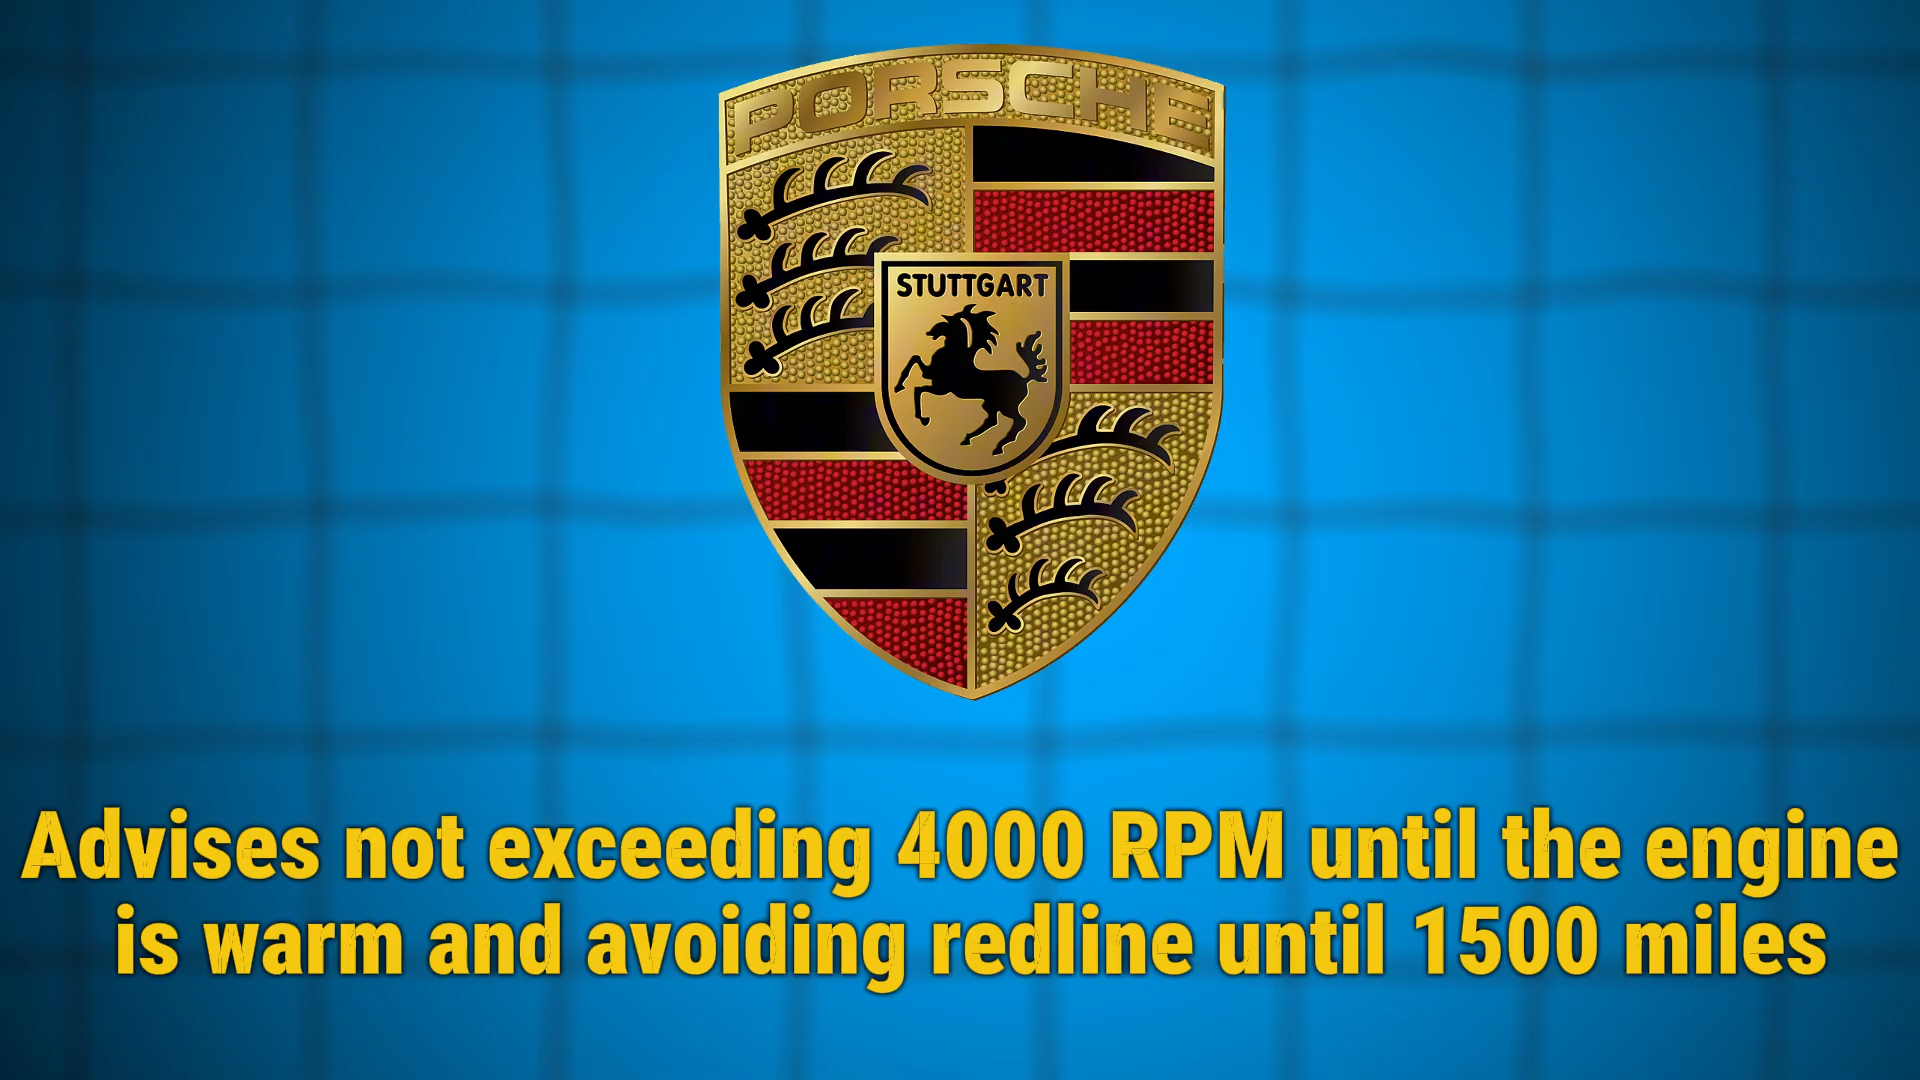 PORSCHE
STUTTGART
Advises not exceeding 4000 RPM until the engine
is warm and avoiding redline until 1500 miles